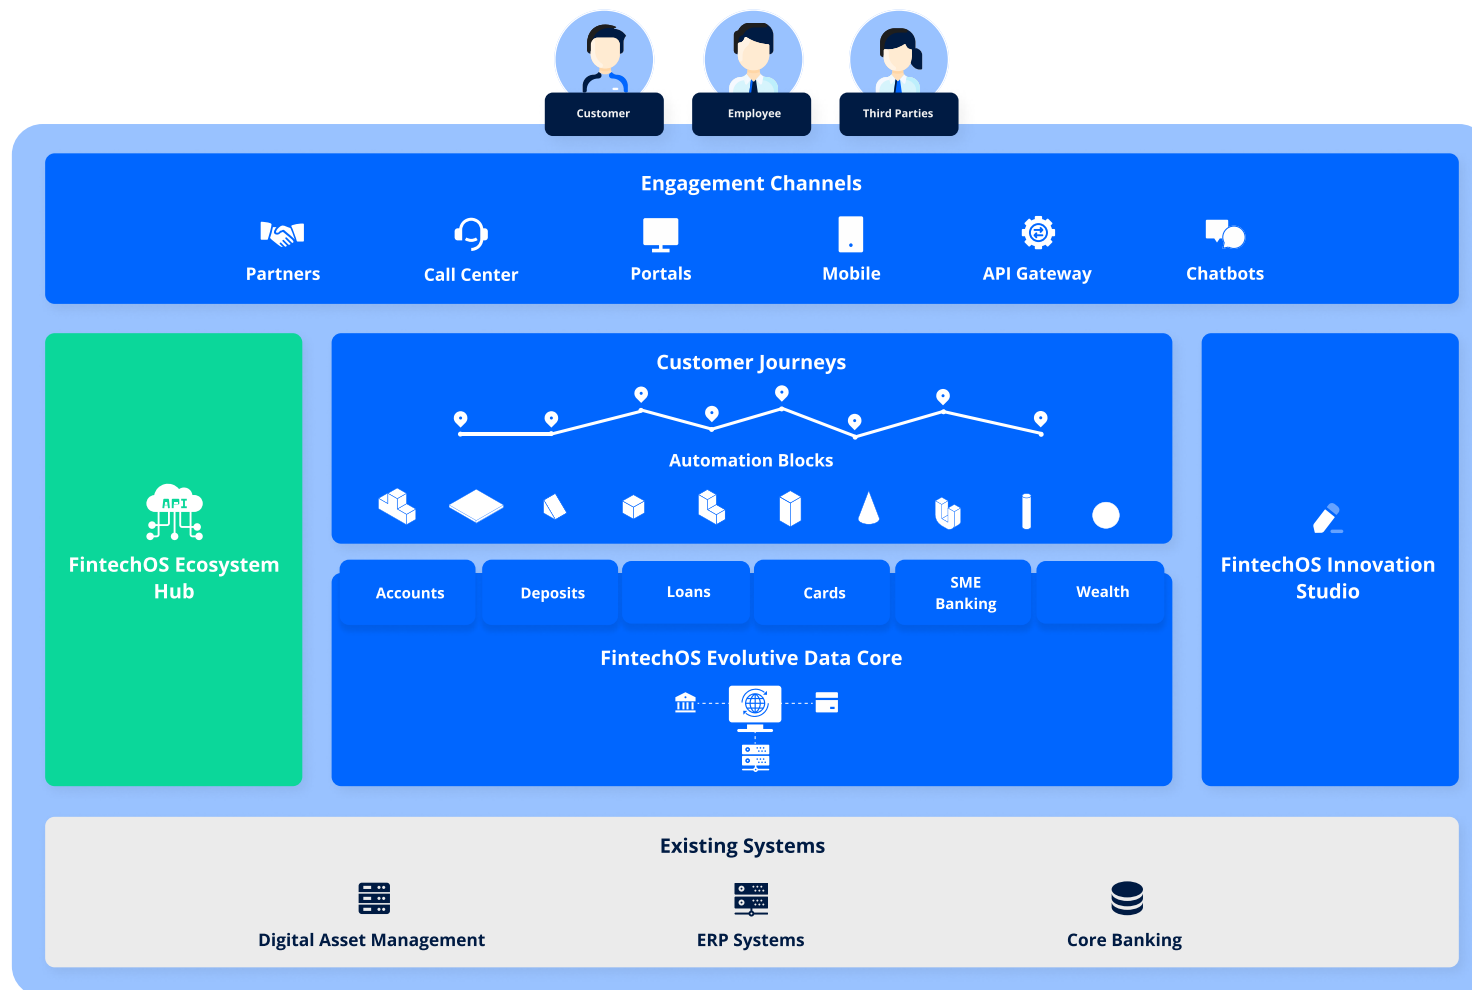 Customer
Employee
Third Parties
Engagement Channels
Partners
Call Center
Portals
Mobile
API Gateway
Chatbots
API
FintechOS Ecosystem
Hub
Customer Journeys
Automation Blocks
Accounts
Deposits
Loans
Cards
SME
Banking
Wealth
FintechOS Evolutive Data Core
FintechOS Innovation
Studio
Existing Systems
Digital Asset Management
ERP Systems
Core Banking